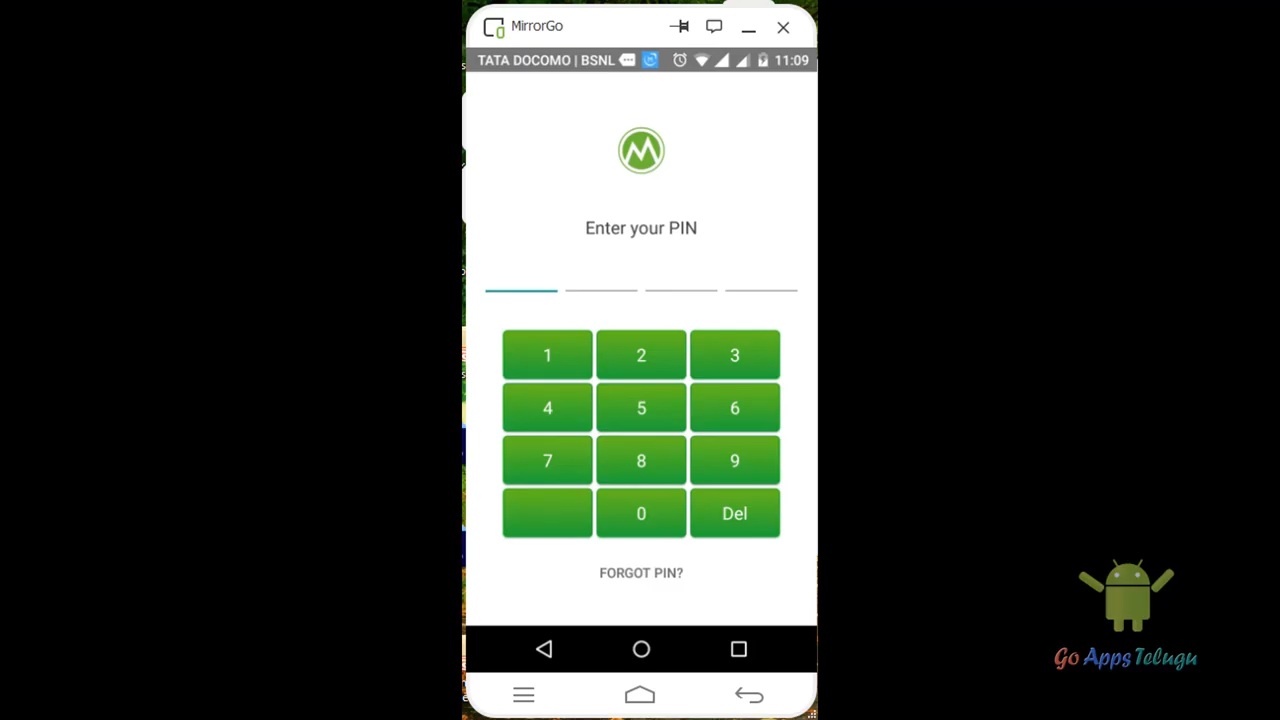 MirrorGo
TATA DOCOMO | BSNL 11:09
Enter your PIN
1 2 3
4 5 6
7 8 9
0 Del
FORGOT PIN?
Go Apps Telugu